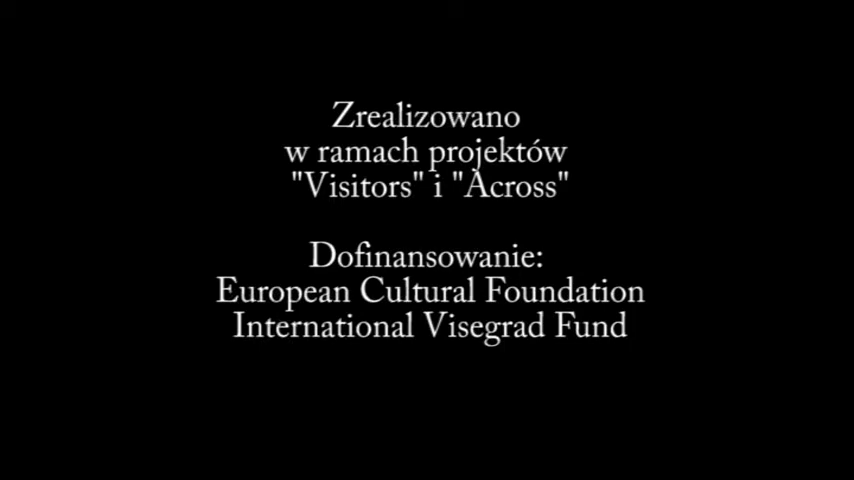 Zrealizowano
w ramach projektów
"Visitors" i "Across"
Dofinansowanie:
European Cultural Foundation
International Visegrad Fund